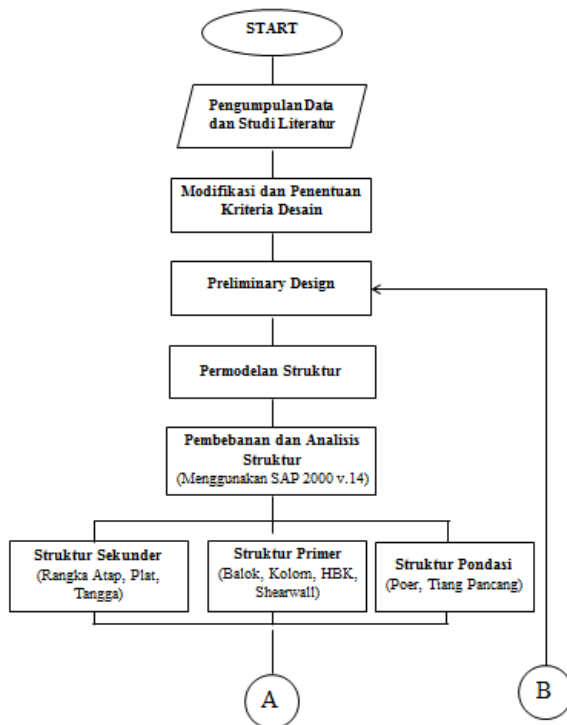 START
Pengumpulan Data
dan Studi Literatur
Modifikasi dan Penentuan
Kriteria Desain
Preliminary Design
Permodelan Struktur
Pembebanan dan Analisis
Struktur
(Menggunakan SAP 2000 v.14)
Struktur Sekunder
(Rangka Atap, Plat,
Tangga)
Struktur Primer
(Balok, Kolom, HBK,
Shearwall)
Struktur Pondasi
(Poer, Tiang Pancang)
A
B